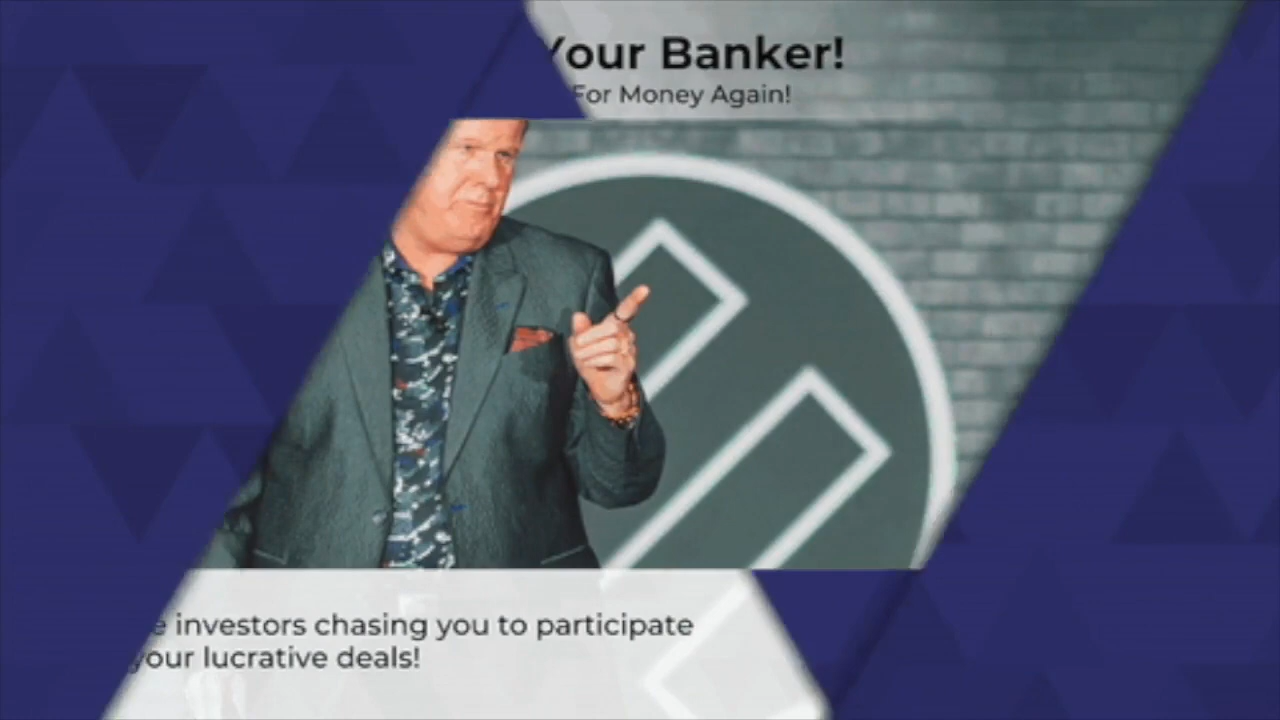 Your Banker!
For Money Again!
investors chasing you to participate
your lucrative deals!